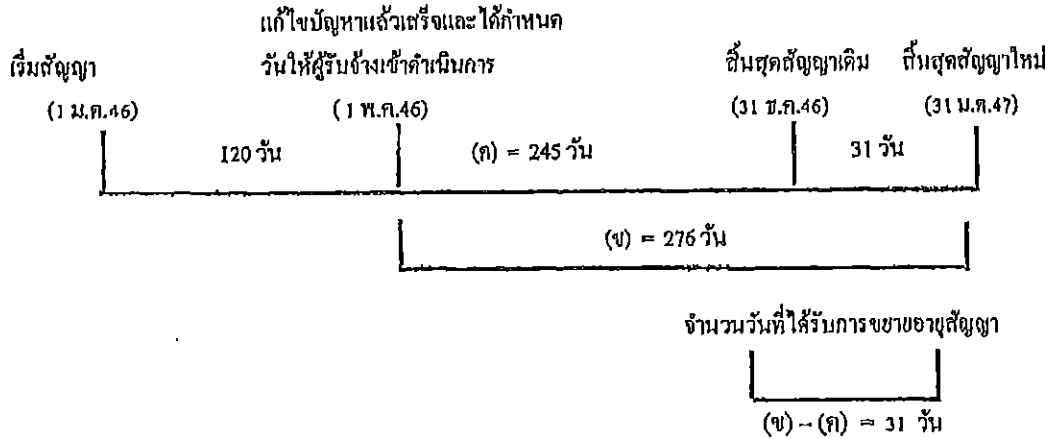 แก้ไขปัญหาแล้วเสร็จและได้กำหนด
เริ่มสัญญา
วันให้ผู้รับจ้างเข้าดำเนินการ
สิ้นสุดสัญญาเดิม
สิ้นสุดสัญญาใหม่
(1 ม.ค.46)
(1 พ.ค.46)
(31 ธ.ค.46)
(31 ม.ค.47)
120 วัน
(ค) = 245 วัน
31 วัน
(ข) = 276 วัน
จำนวนวันที่ได้รับการขยายอายุสัญญา
(ข) – (ค) = 31 วัน